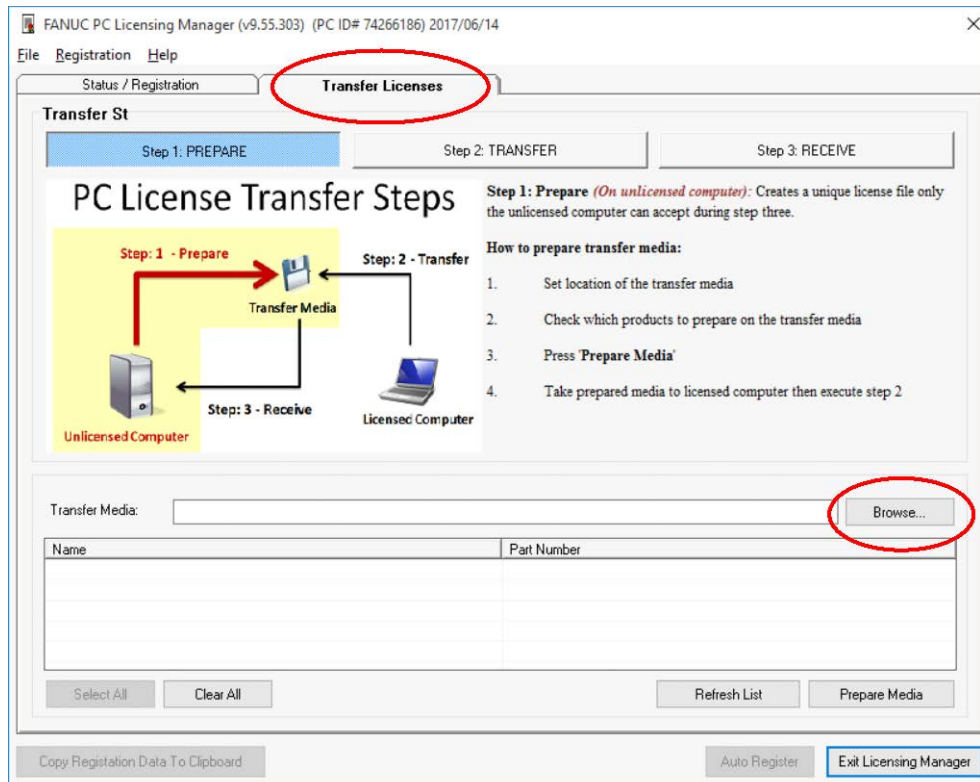 FANUC PC Licensing Manager (v9.55.303) (PC ID# 74266186) 2017/06/14
File Registration Help
Status / Registration
Transfer Licenses
Transfer St
Step 1: PREPARE
Step 2: TRANSFER
Step 3: RECEIVE
PC License Transfer Steps
Step: 1 - Prepare
Step: 2 - Transfer
Transfer Media
Step: 3 - Receive
Licensed Computer
Unlicensed Computer
Step 1: Prepare (On unlicensed computer): Creates a unique license file only
the unlicensed computer can accept during step three.
How to prepare transfer media:
1. Set location of the transfer media
2. Check which products to prepare on the transfer media
3. Press 'Prepare Media'
4. Take prepared media to licensed computer then execute step 2
Transfer Media:
Browse...
Name
Part Number
Select All
Clear All
Refresh List
Prepare Media
Copy Registation Data To Clipboard
Auto Register
Exit Licensing Manager